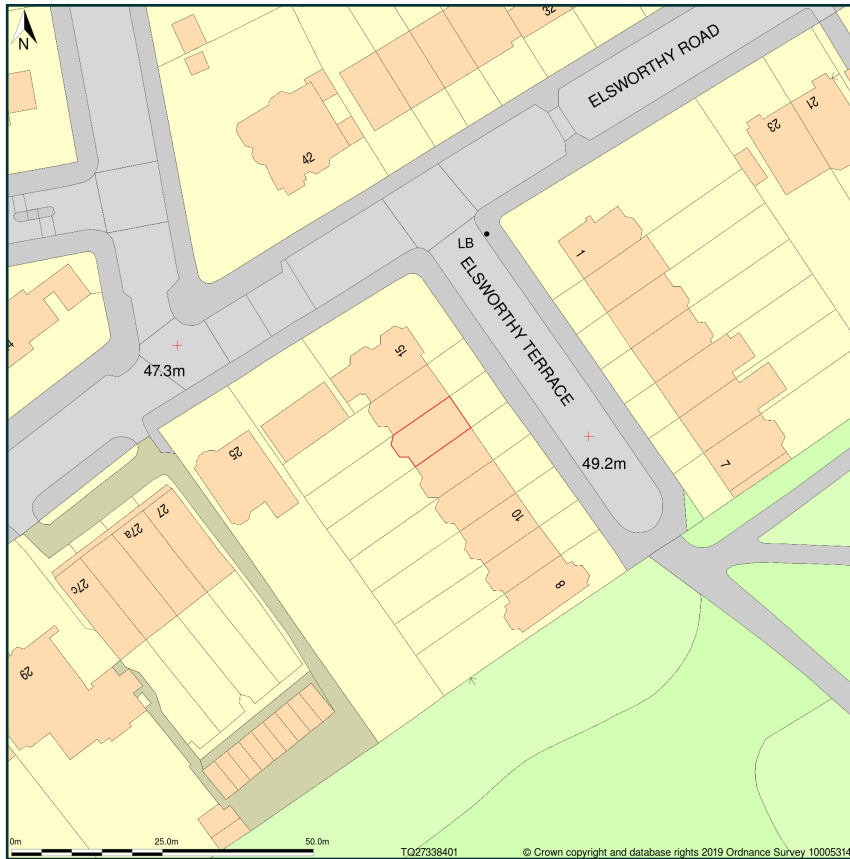 N
32
ELSWORTHY ROAD
21
23
42
LB
1
ELSWORTHY TERRACE
15
47.3m
49.2m
25
7
27
27a
10
27c
8
29
0m
25.0m
50.0m
TQ27338401
© Crown copyright and database rights 2019 Ordnance Survey 10005314